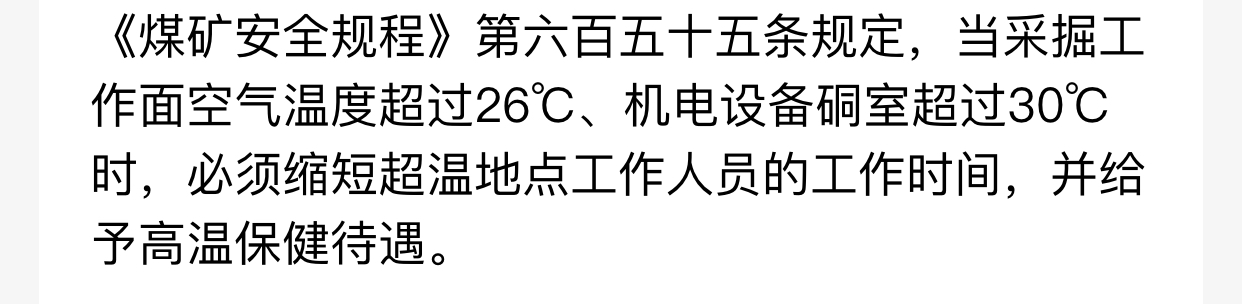 《煤矿安全规程》第六百五十五条规定，当采掘工
作面空气温度超过26℃、机电设备硐室超过30℃
时，必须缩短超温地点工作人员的工作时间，并给
予高温保健待遇。